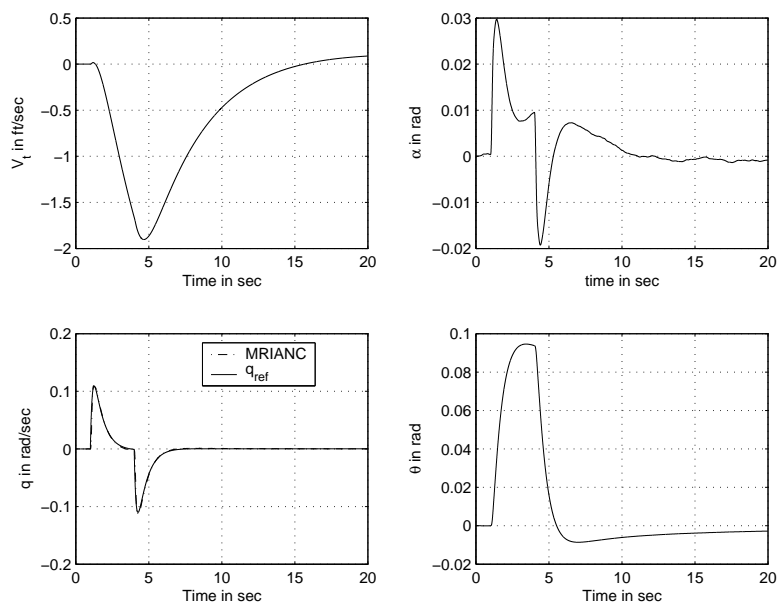 0.5
0
−0.5
−1
−1.5
−2
V_t in ft/sec
0 5 10 15 20
Time in sec
0.03
0.02
0.01
0
−0.01
−0.02
α in rad
0 5 10 15 20
time in sec
0.2
0.1
0
−0.1
−0.2
q in rad/sec
MRIANC
q_ref
0 5 10 15 20
Time in sec
0.1
0.08
0.06
0.04
0.02
0
−0.02
θ in rad
0 5 10 15 20
Time in sec